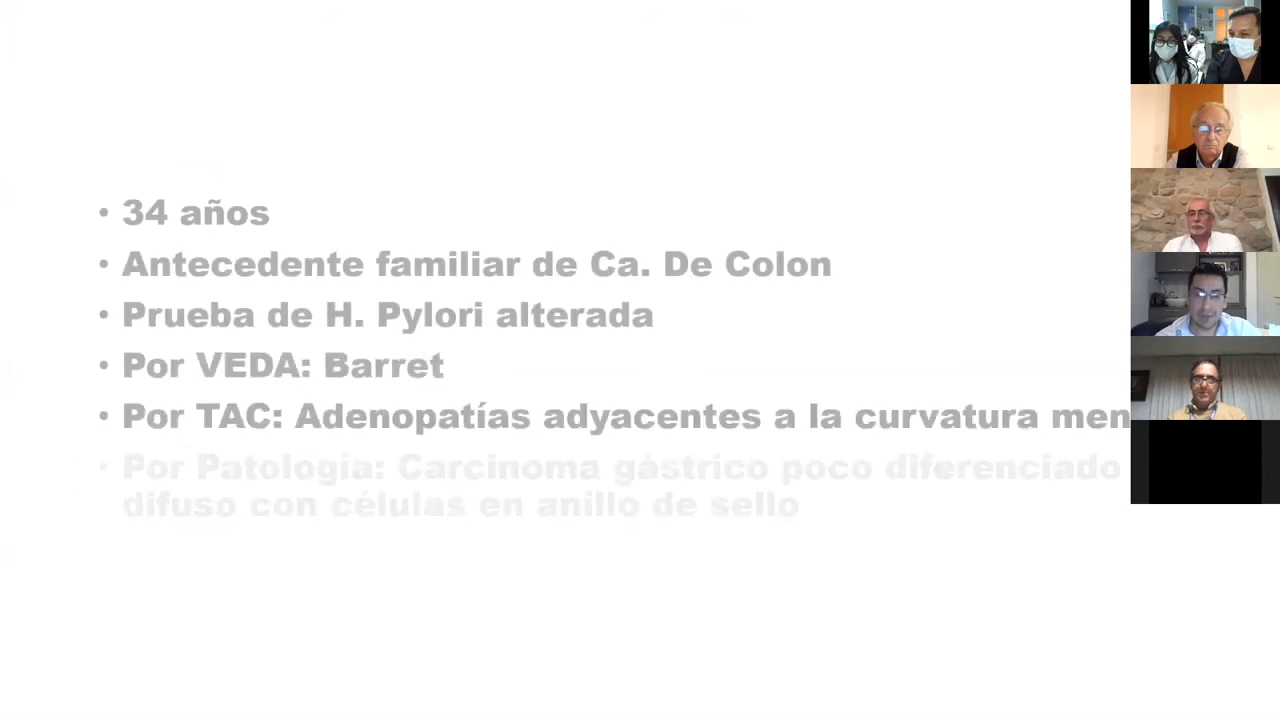 • 34 años
• Antecedente familiar de Ca. De Colon
• Prueba de H. Pylori alterada
• Por VEDA: Barret
• Por TAC: Adenopatías adyacentes a la curvatura men
• Por Patología: Carcinoma gástrico poco diferenciado
difuso con células en anillo de sello